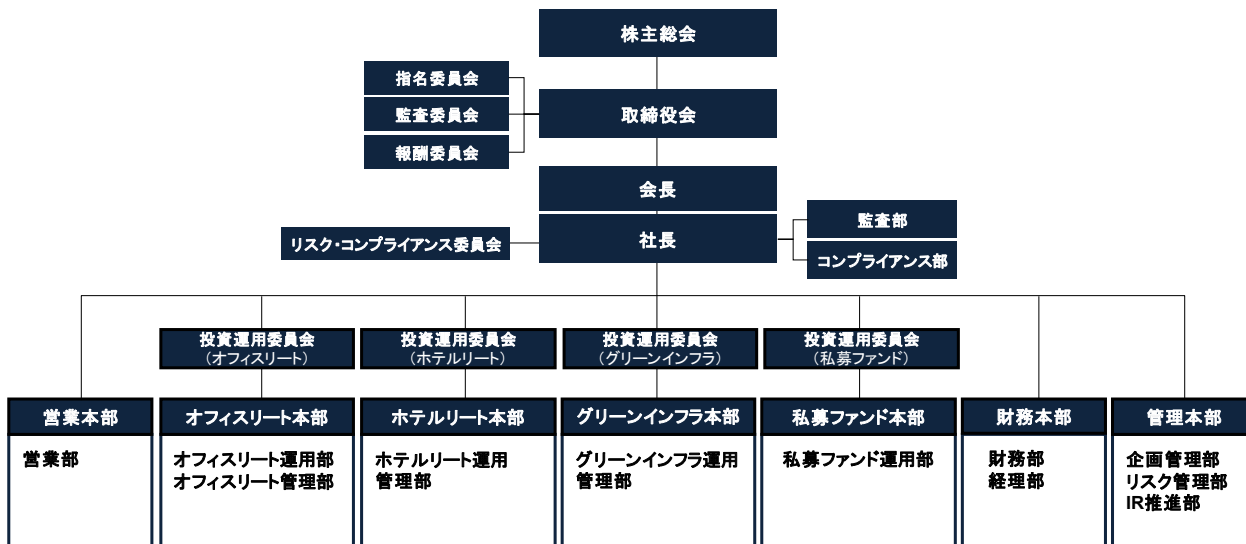 株主総会
指名委員会
監査委員会
報酬委員会
取締役会
会長
社長
リスク・コンプライアンス委員会
監査部
コンプライアンス部
投資運用委員会
（オフィスリート）
投資運用委員会
（ホテルリート）
投資運用委員会
（グリーンインフラ）
投資運用委員会
（私募ファンド）
営業本部
営業部
オフィスリート本部
オフィスリート運用部
オフィスリート管理部
ホテルリート本部
ホテルリート運用
管理部
グリーンインフラ本部
グリーンインフラ運用
管理部
私募ファンド本部
私募ファンド運用部
財務本部
財務部
経理部
管理本部
企画管理部
リスク管理部
IR推進部